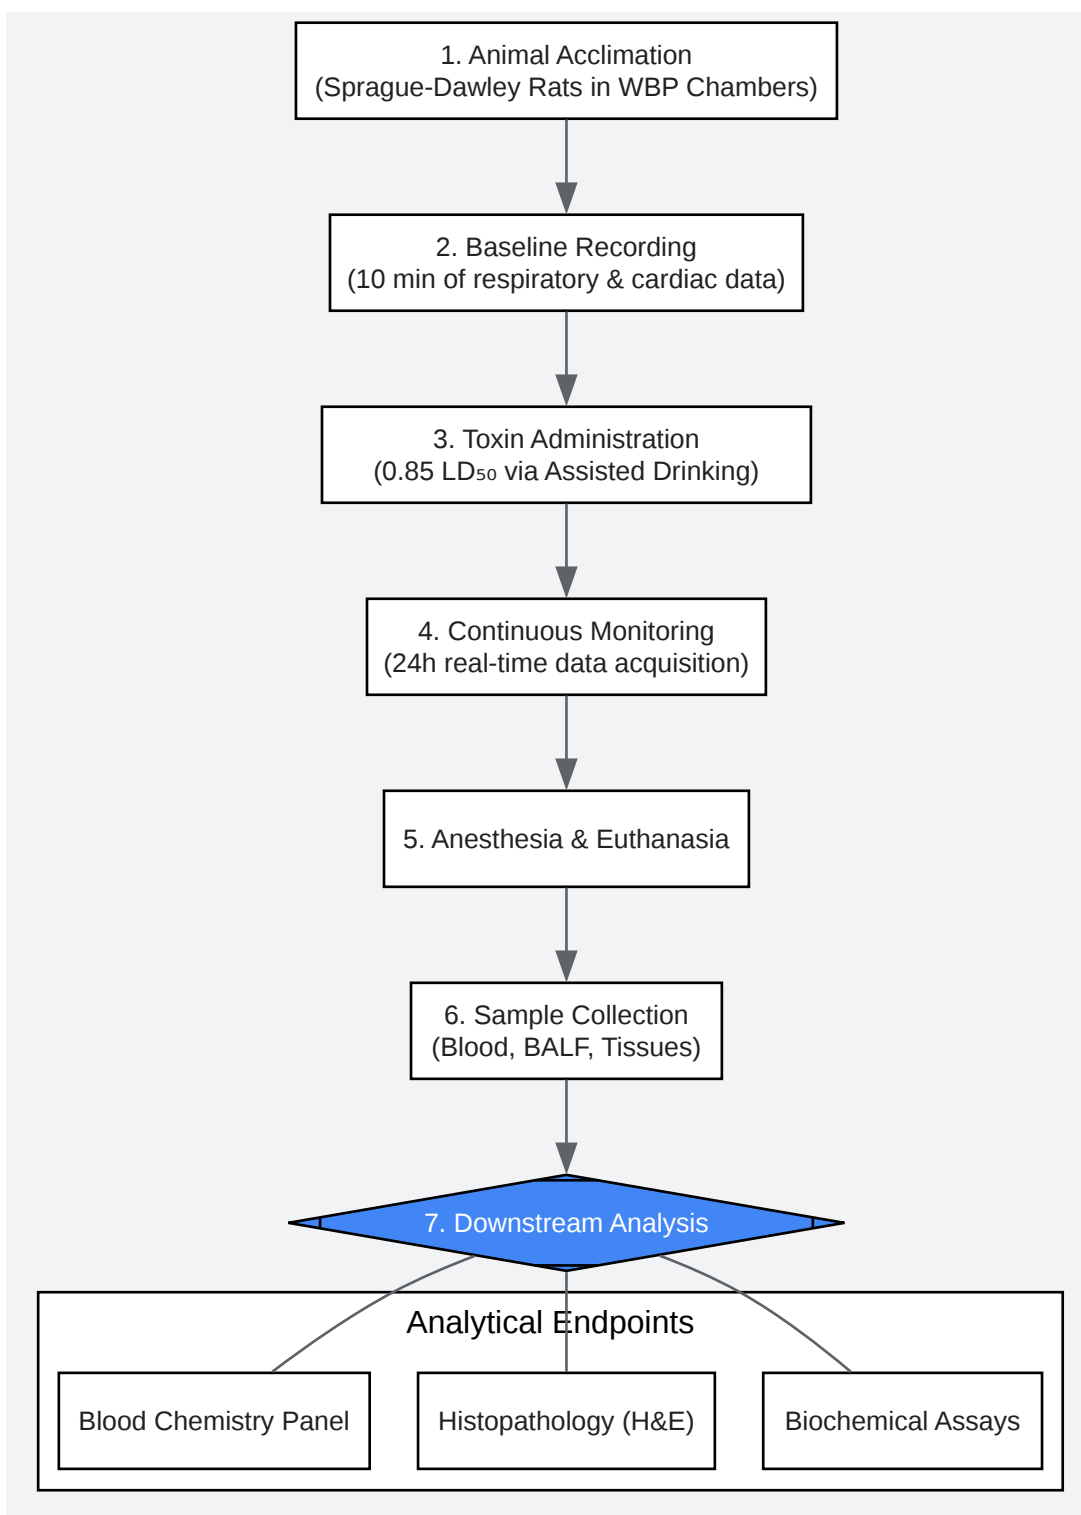 1. Animal Acclimation
(Sprague-Dawley Rats in WBP Chambers)
2. Baseline Recording
(10 min of respiratory & cardiac data)
3. Toxin Administration
(0.85 LD₅₀ via Assisted Drinking)
4. Continuous Monitoring
(24h real-time data acquisition)
5. Anesthesia & Euthanasia
6. Sample Collection
(Blood, BALF, Tissues)
7. Downstream Analysis
Analytical Endpoints
Blood Chemistry Panel
Histopathology (H&E)
Biochemical Assays